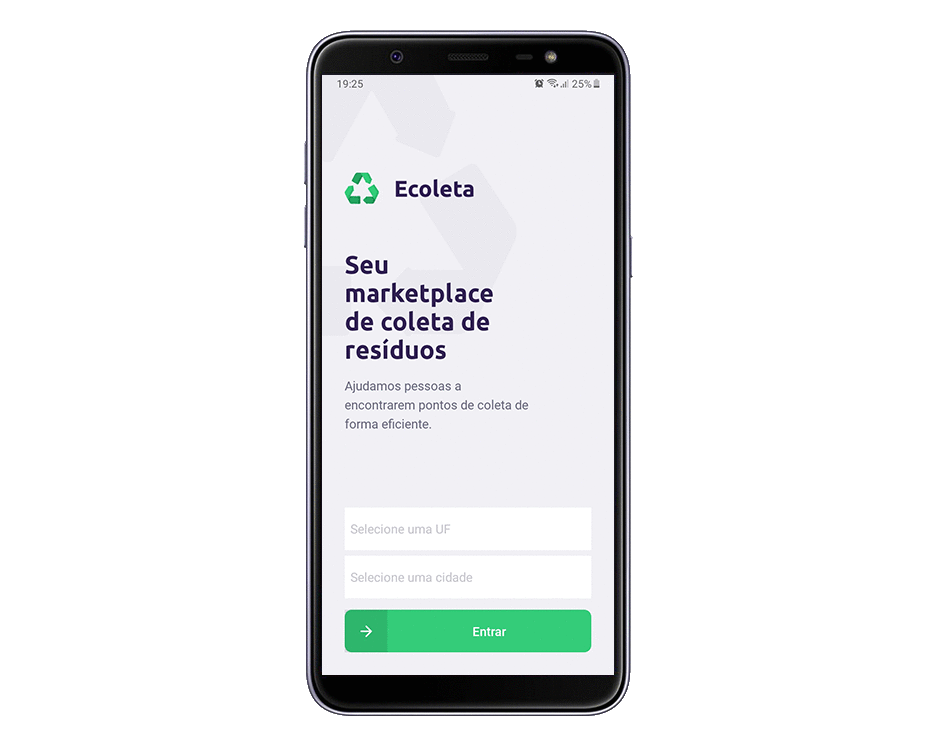 19:25
25%
Ecoleta
Seu
marketplace
de coleta de
resíduos
Ajudamos pessoas a
encontrarem pontos de coleta de
forma eficiente.
Selecione uma UF
Selecione uma cidade
Entrar